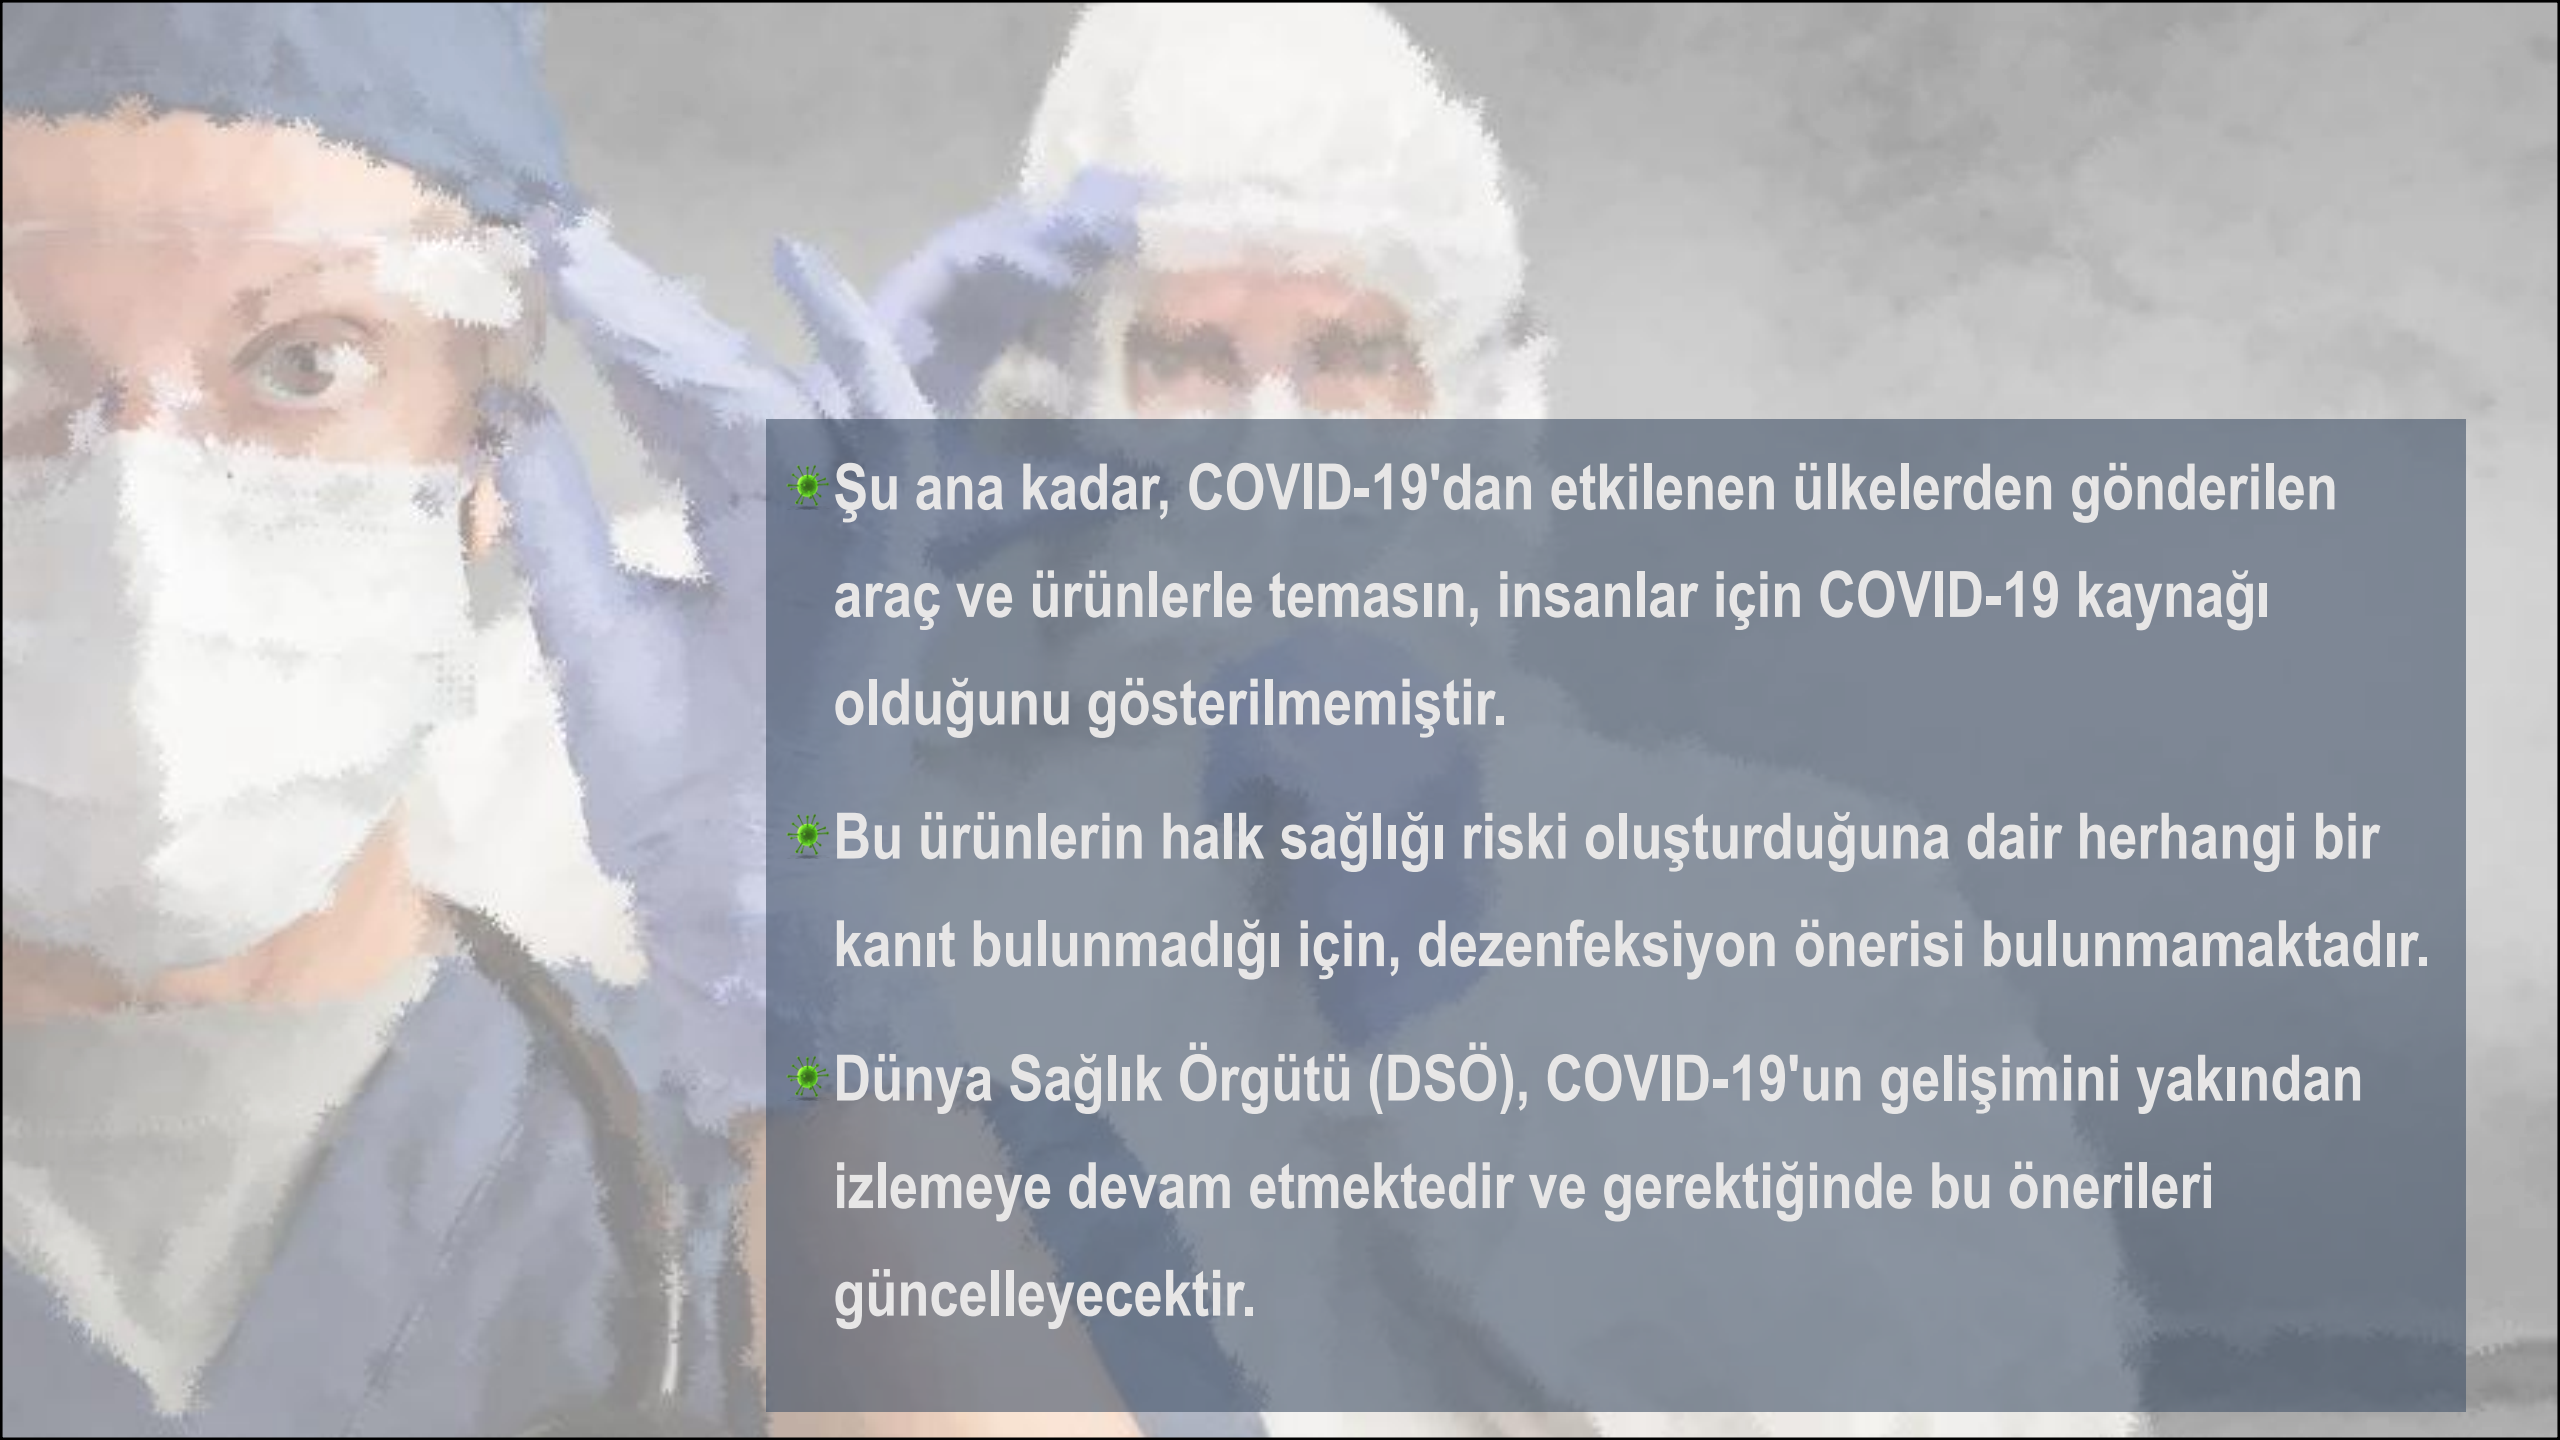 Şu ana kadar, COVID-19'dan etkilenen ülkelerden gönderilen
araç ve ürünlerle temasın, insanlar için COVID-19 kaynağı
olduğunu gösterilmemiştir.
Bu ürünlerin halk sağlığı riski oluşturduğuna dair herhangi bir
kanıt bulunmadığı için, dezenfeksiyon önerisi bulunmamaktadır.
Dünya Sağlık Örgütü (DSÖ), COVID-19'un gelişimini yakından
izlemeye devam etmektedir ve gerektiğinde bu önerileri
güncelleyecektir.